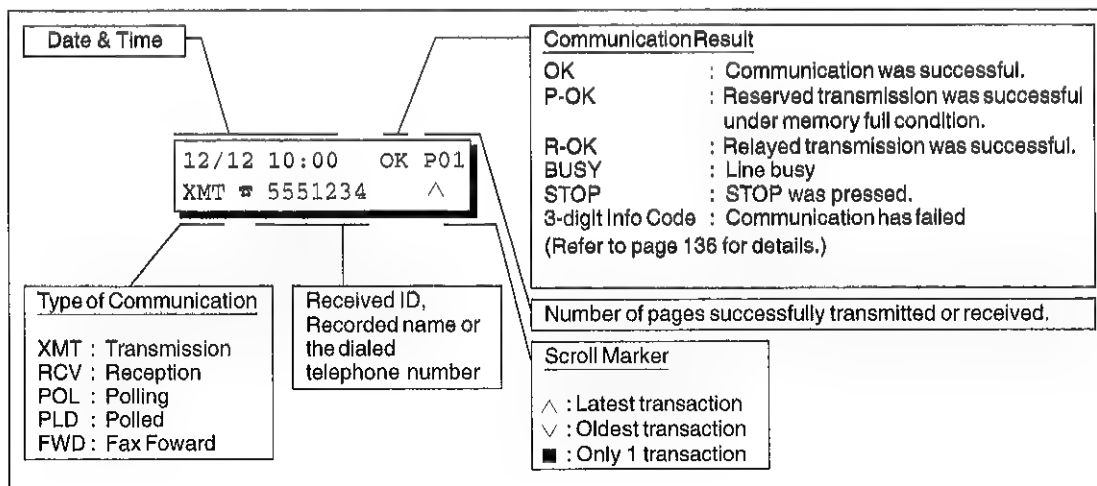 Date & Time
Communication Result
OK : Communication was successful.
P-OK : Reserved transmission was successful
under memory full condition.
R-OK : Relayed transmission was successful.
BUSY : Line busy
STOP : STOP was pressed.
3-digit Info Code : Communication has failed
(Refer to page 136 for details.)
12/12 10:00 OK P01
XMT ☎ 5551234 ∧
Type of Communication
XMT : Transmission
RCV : Reception
POL : Polling
PLD : Polled
FWD : Fax Foward
Received ID,
Recorded name or
the dialed
telephone number
Number of pages successfully transmitted or received.
Scroll Marker
∧ : Latest transaction
∨ : Oldest transaction
■ : Only 1 transaction